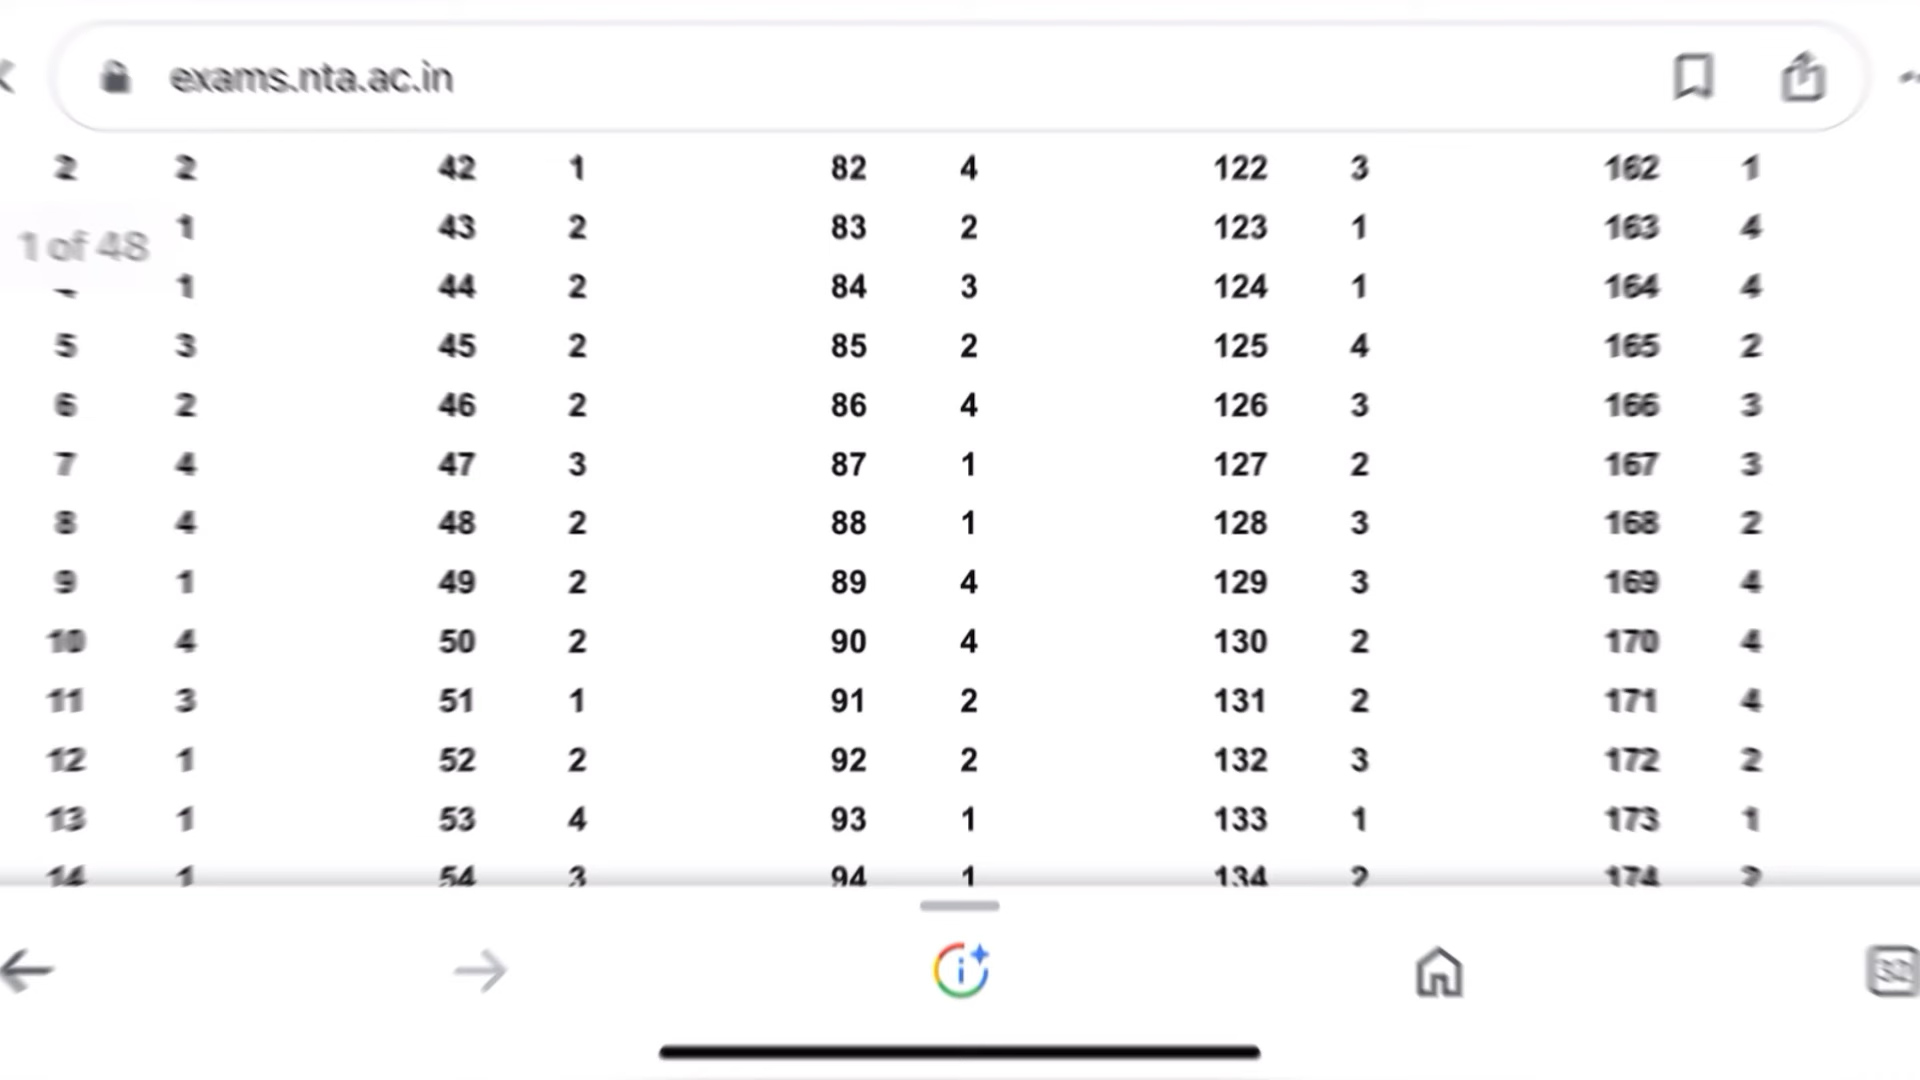 exams.nta.ac.in
2 2 42 1 82 4 122 3 162 1
1 43 2 83 2 123 1 163 4
1 of 48
1 44 2 84 3 124 1 164 4
5 3 45 2 85 2 125 4 165 2
6 2 46 2 86 4 126 3 166 3
7 4 47 3 87 1 127 2 167 3
8 4 48 2 88 1 128 3 168 2
9 1 49 2 89 4 129 3 169 4
10 4 50 2 90 4 130 2 170 4
11 3 51 1 91 2 131 2 171 4
12 1 52 2 92 2 132 3 172 2
13 1 53 4 93 1 133 1 173 1
14 1 54 3 94 1 134 2 174 2
32